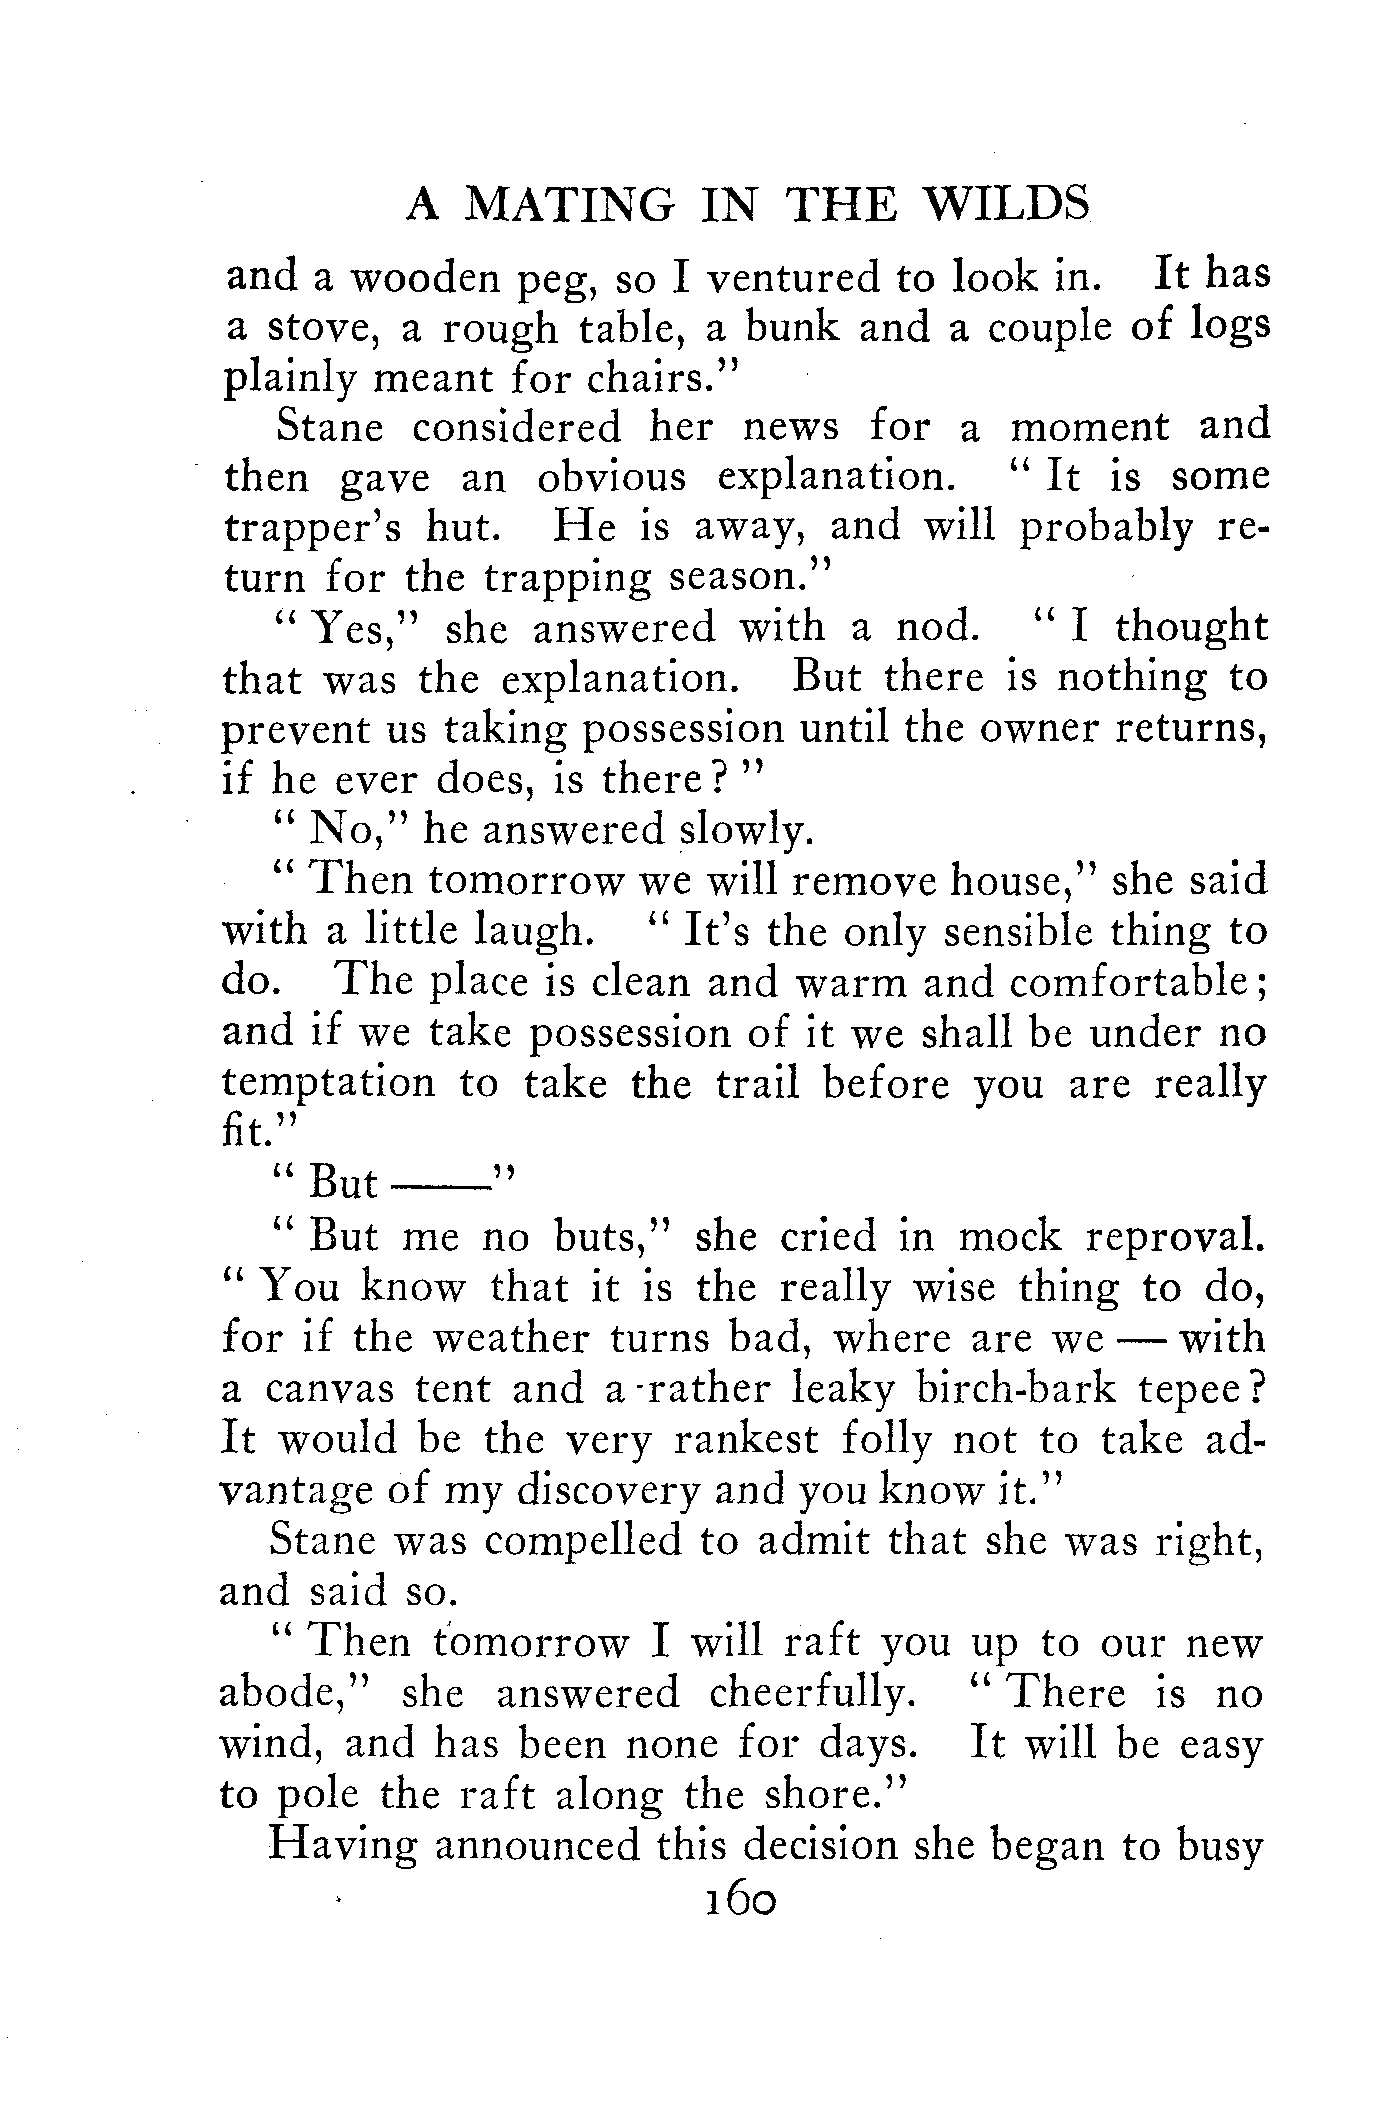 A MATING IN THE WILDS
and a wooden peg, so I ventured to look in. It has
a stove, a rough table, a bunk and a couple of logs
plainly meant for chairs."
Stane considered her news for a moment and
then gave an obvious explanation. " It is some
trapper's hut. He is away, and will probably re-
turn for the trapping season."
" Yes," she answered with a nod. " I thought
that was the explanation. But there is nothing to
prevent us taking possession until the owner returns,
if he ever does, is there? "
" No," he answered slowly.
" Then tomorrow we will remove house," she said
with a little laugh. " It's the only sensible thing to
do. The place is clean and warm and comfortable;
and if we take possession of it we shall be under no
temptation to take the trail before you are really
fit."
" But ——"
" But me no buts," she cried in mock reproval.
" You know that it is the really wise thing to do,
for if the weather turns bad, where are we — with
a canvas tent and a rather leaky birch-bark tepee?
It would be the very rankest folly not to take ad-
vantage of my discovery and you know it."
Stane was compelled to admit that she was right,
and said so.
" Then tomorrow I will raft you up to our new
abode," she answered cheerfully. " There is no
wind, and has been none for days. It will be easy
to pole the raft along the shore."
Having announced this decision she began to busy
160